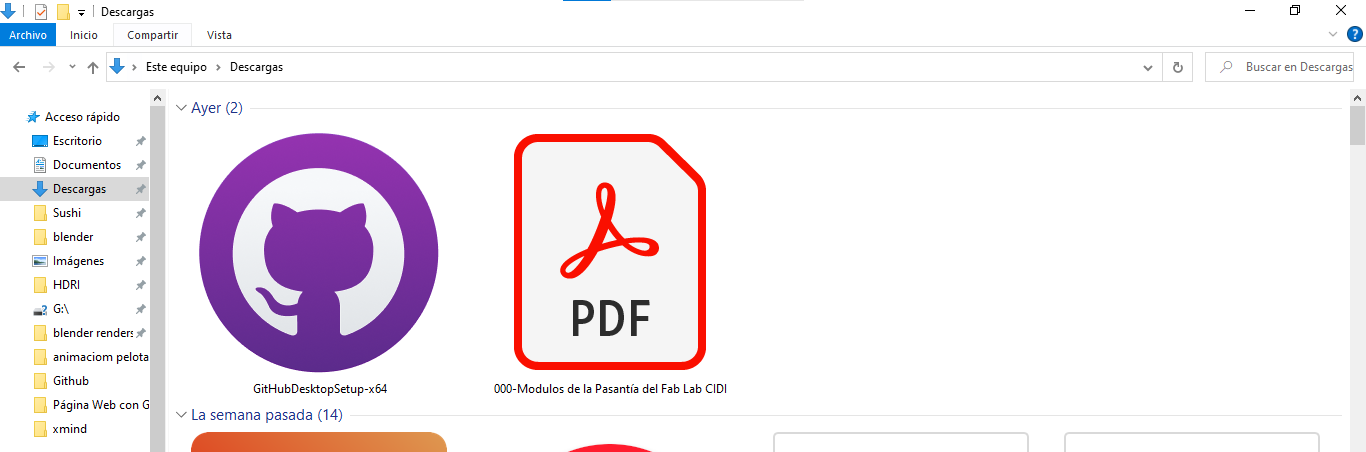 Descargas
Archivo Inicio Compartir Vista
Este equipo Descargas Buscar en Descargas
Acceso rápido
Escritorio
Documentos
Descargas
Sushi
blender
Imágenes
HDRI
G:\
blender renders
animaciom pelota
Github
Página Web con G
xmind
Ayer (2)
PDF
GitHubDesktopSetup-x64 000-Modulos de la Pasantía del Fab Lab CIDI
La semana pasada (14)